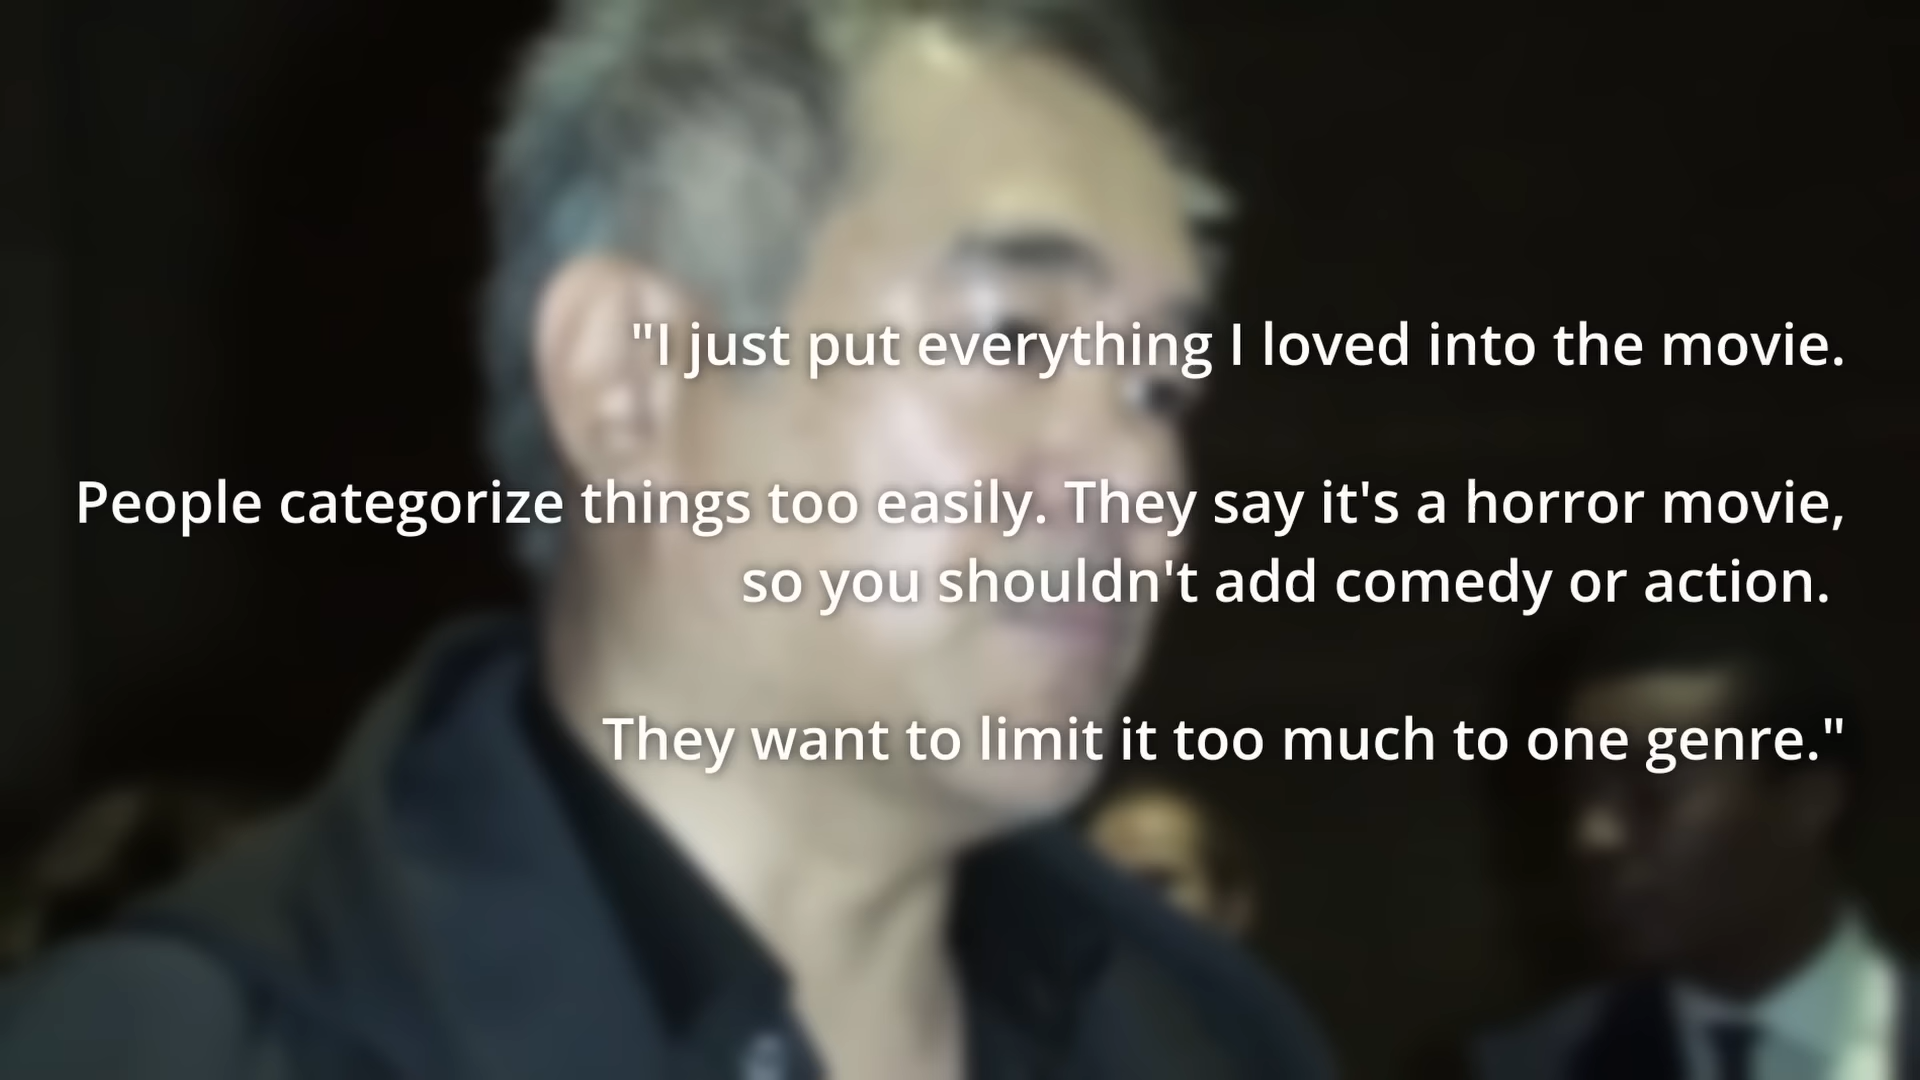 "I just put everything I loved into the movie.
People categorize things too easily. They say it's a horror movie,
so you shouldn't add comedy or action.
They want to limit it too much to one genre."